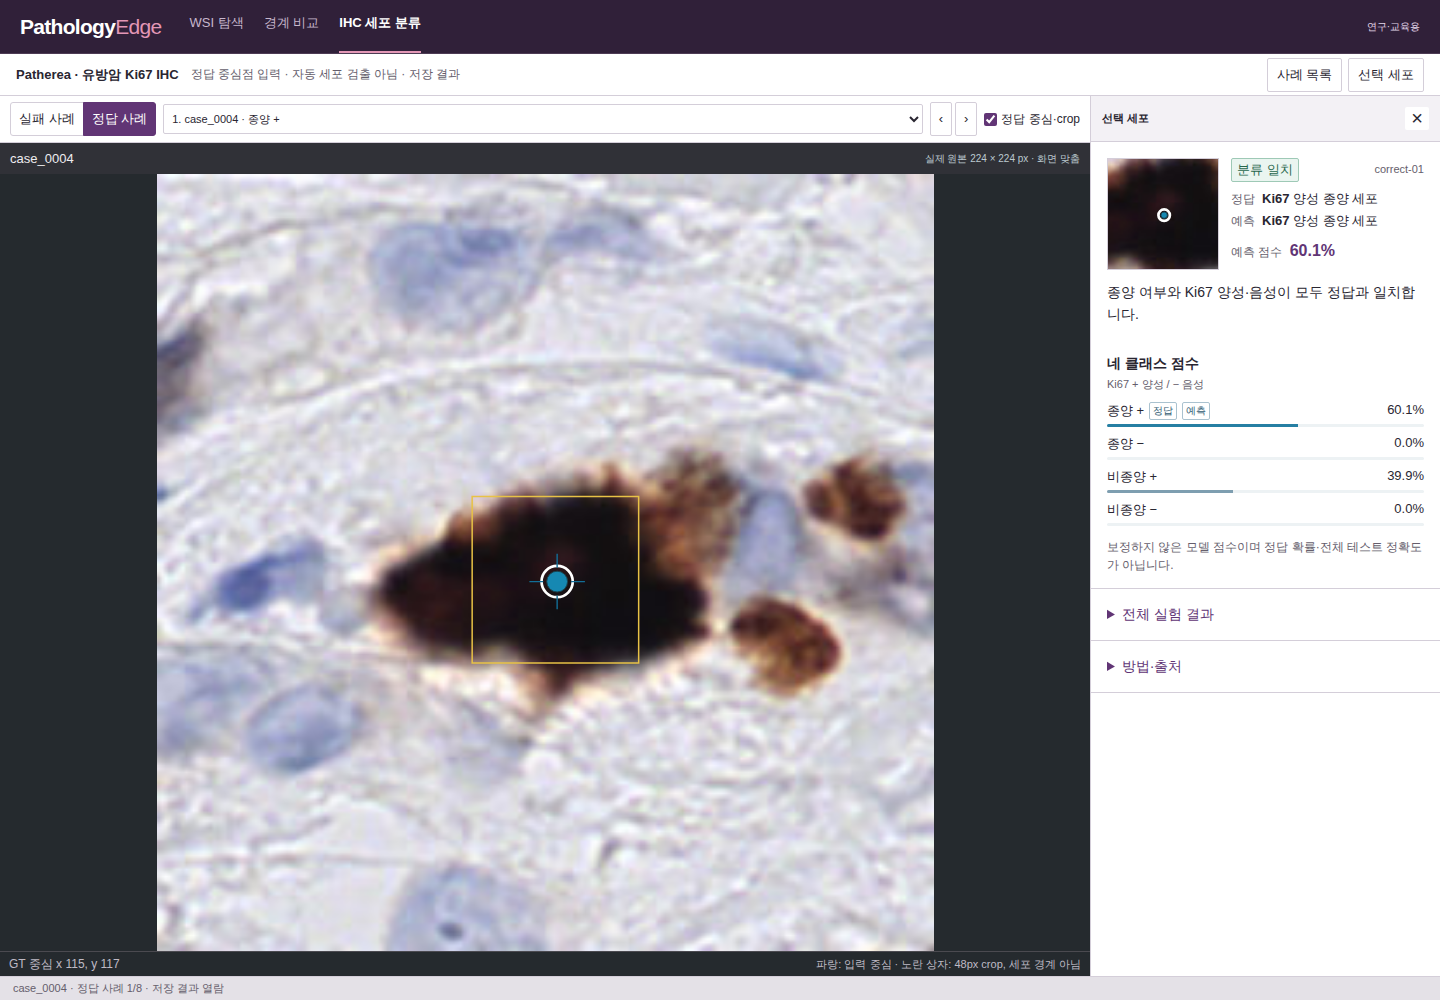 PathologyEdge WSI 탐색 경계 비교 IHC 세포 분류 연구·교육용
Patherea · 유방암 Ki67 IHC 정답 중심점 입력 · 자동 세포 검출 아님 · 저장 결과 사례 목록 선택 세포
실패 사례 정답 사례 1. case_0004 · 종양 + ‹ › 정답 중심·crop
case_0004 실제 원본 224 × 224 px · 화면 맞춤
GT 중심 x 115, y 117 파랑: 입력 중심 · 노란 상자: 48px crop, 세포 경계 아님
선택 세포 ×
분류 일치 correct-01
정답 Ki67 양성 종양 세포
예측 Ki67 양성 종양 세포
예측 점수 60.1%
종양 여부와 Ki67 양성·음성이 모두 정답과 일치합
니다.
네 클래스 점수
Ki67 + 양성 / − 음성
종양 + 정답 예측 60.1%
종양 − 0.0%
비종양 + 39.9%
비종양 − 0.0%
보정하지 않은 모델 점수이며 정답 확률·전체 테스트 정확도
가 아닙니다.
전체 실험 결과
방법·출처
case_0004 · 정답 사례 1/8 · 저장 결과 열람